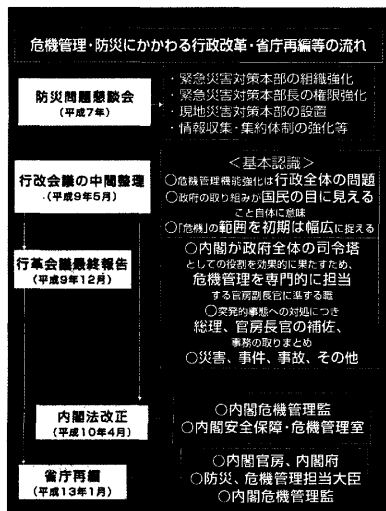 危機管理・防災にかかわる行政改革・省庁再編等の流れ
防災問題懇談会
(平成7年)
・緊急災害対策本部の組織強化
・緊急災害対策本部長の権限強化
・現地災害対策本部の設置
・情報収集・集約体制の強化等
行改会議の中間整理
(平成9年5月)
＜基本認識＞
○危機管理機能強化は行政全体の問題
○政府の取り組みが国民の目に見える
こと自体に意味
○「危機」の範囲を初期は幅広に捉える
行革会議最終報告
(平成9年12月)
○内閣が政府全体の司令塔
としての役割を効果的に果たすため、
危機管理を専門的に担当
する官房副長官に準ずる職
○突発的事態への対処につき
総理、官房長官の補佐、
事務の取りまとめ
○災害、事件、事故、その他
内閣法改正
(平成10年4月)
○内閣危機管理監
○内閣安全保障・危機管理室
省庁再編
(平成13年1月)
○内閣官房、内閣府
○防災、危機管理担当大臣
○内閣危機管理監